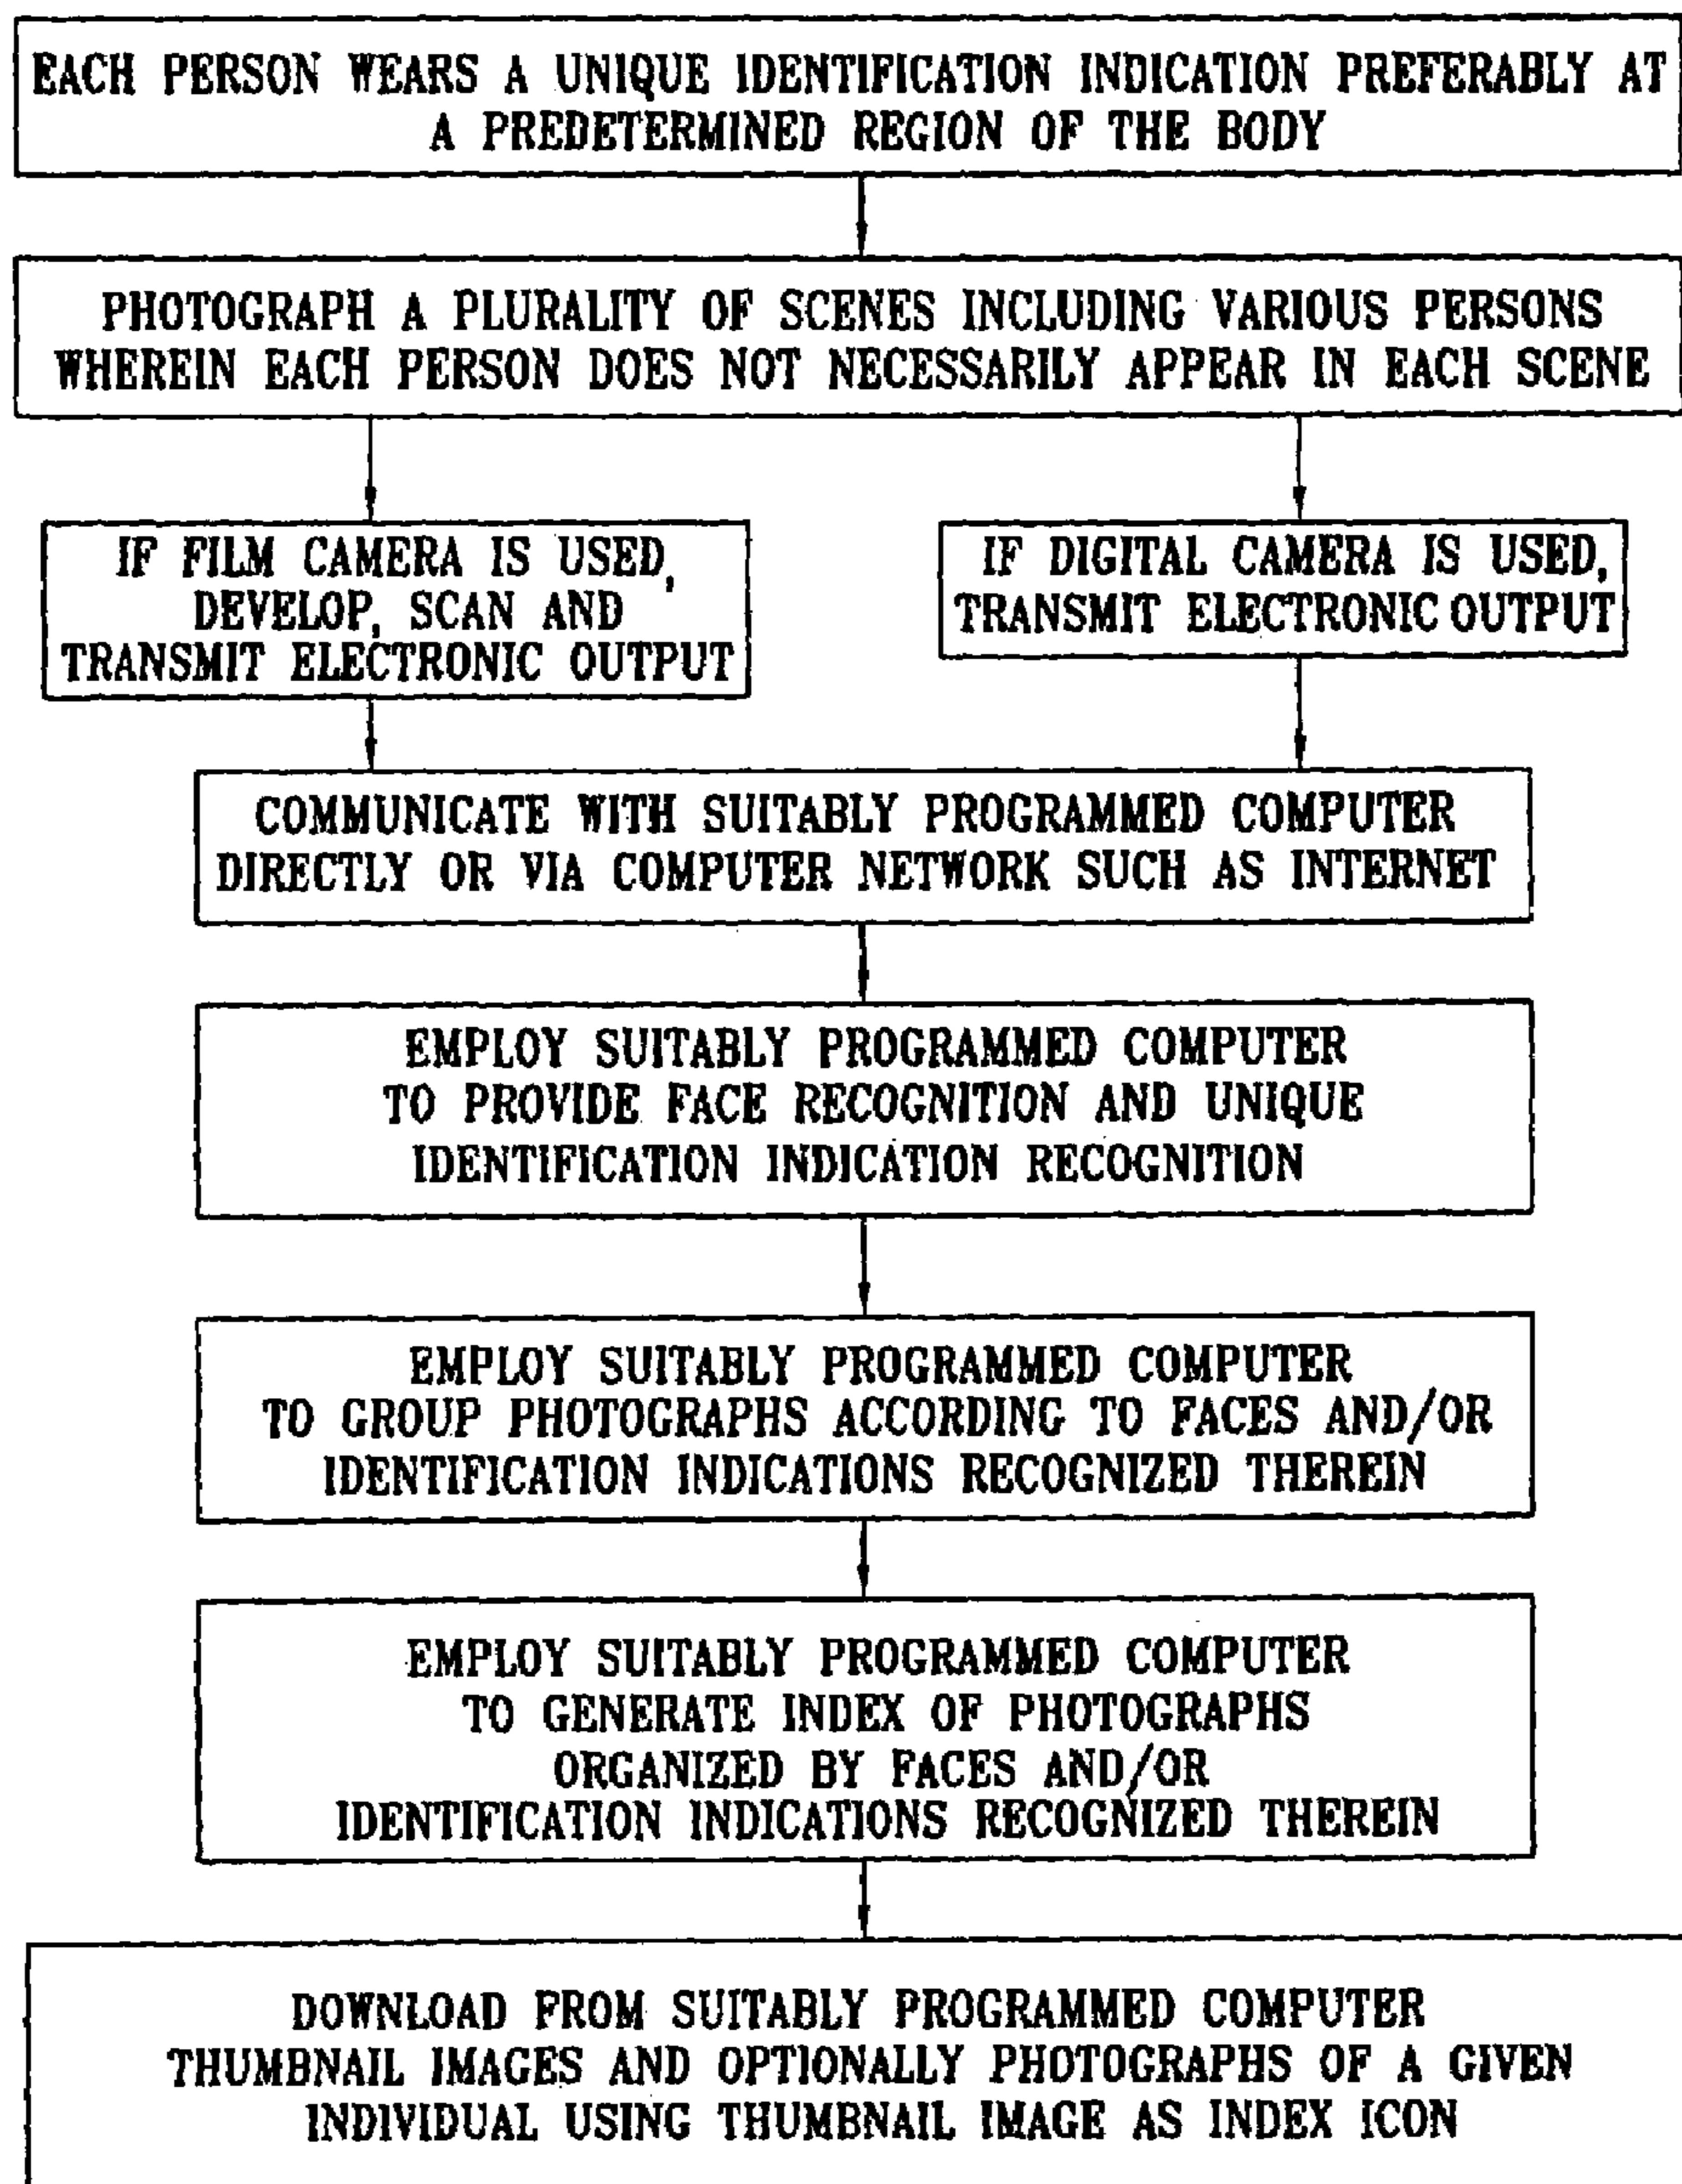 EACH PERSON WEARS A UNIQUE IDENTIFICATION INDICATION PREFERABLY AT
A PREDETERMINED REGION OF THE BODY
PHOTOGRAPH A PLURALITY OF SCENES INCLUDING VARIOUS PERSONS
WHEREIN EACH PERSON DOES NOT NECESSARILY APPEAR IN EACH SCENE
IF FILM CAMERA IS USED,
DEVELOP, SCAN AND
TRANSMIT ELECTRONIC OUTPUT
IF DIGITAL CAMERA IS USED,
TRANSMIT ELECTRONIC OUTPUT
COMMUNICATE WITH SUITABLY PROGRAMMED COMPUTER
DIRECTLY OR VIA COMPUTER NETWORK SUCH AS INTERNET
EMPLOY SUITABLY PROGRAMMED COMPUTER
TO PROVIDE FACE RECOGNITION AND UNIQUE
IDENTIFICATION INDICATION RECOGNITION
EMPLOY SUITABLY PROGRAMMED COMPUTER
TO GROUP PHOTOGRAPHS ACCORDING TO FACES AND/OR
IDENTIFICATION INDICATIONS RECOGNIZED THEREIN
EMPLOY SUITABLY PROGRAMMED COMPUTER
TO GENERATE INDEX OF PHOTOGRAPHS
ORGANIZED BY FACES AND/OR
IDENTIFICATION INDICATIONS RECOGNIZED THEREIN
DOWNLOAD FROM SUITABLY PROGRAMMED COMPUTER
THUMBNAIL IMAGES AND OPTIONALLY PHOTOGRAPHS OF A GIVEN
INDIVIDUAL USING THUMBNAIL IMAGE AS INDEX ICON